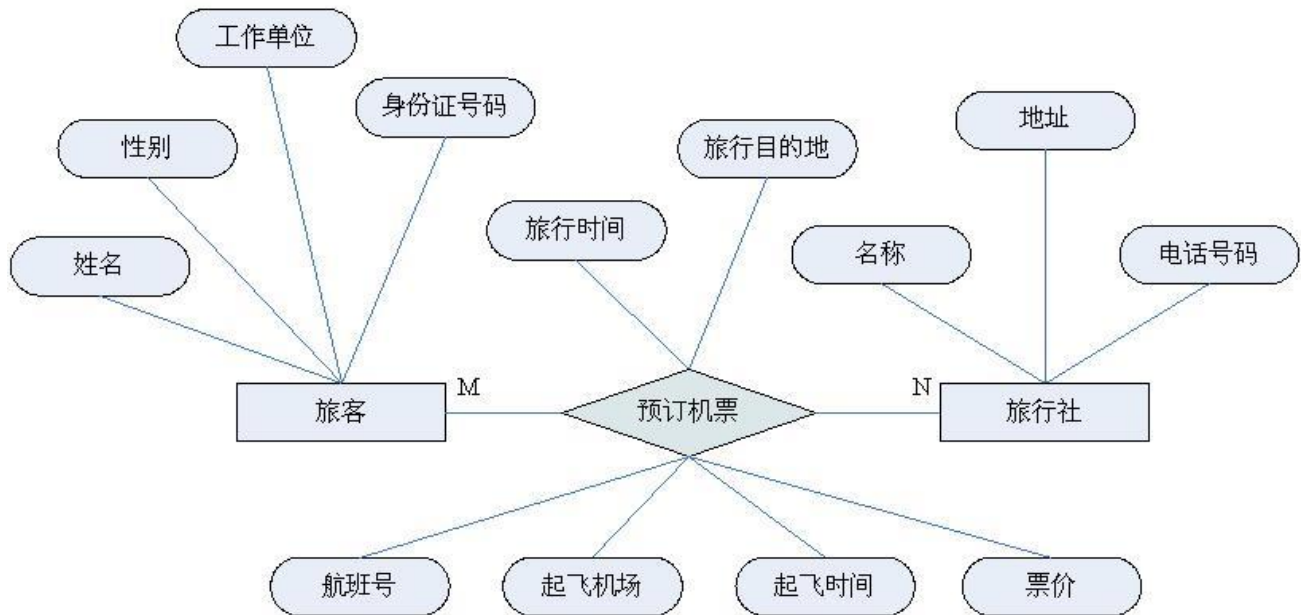 工作单位
身份证号码
地址
性别
旅行目的地
旅行时间
名称
电话号码
姓名
M
N
旅客
预订机票
旅行社
航班号
起飞机场
起飞时间
票价